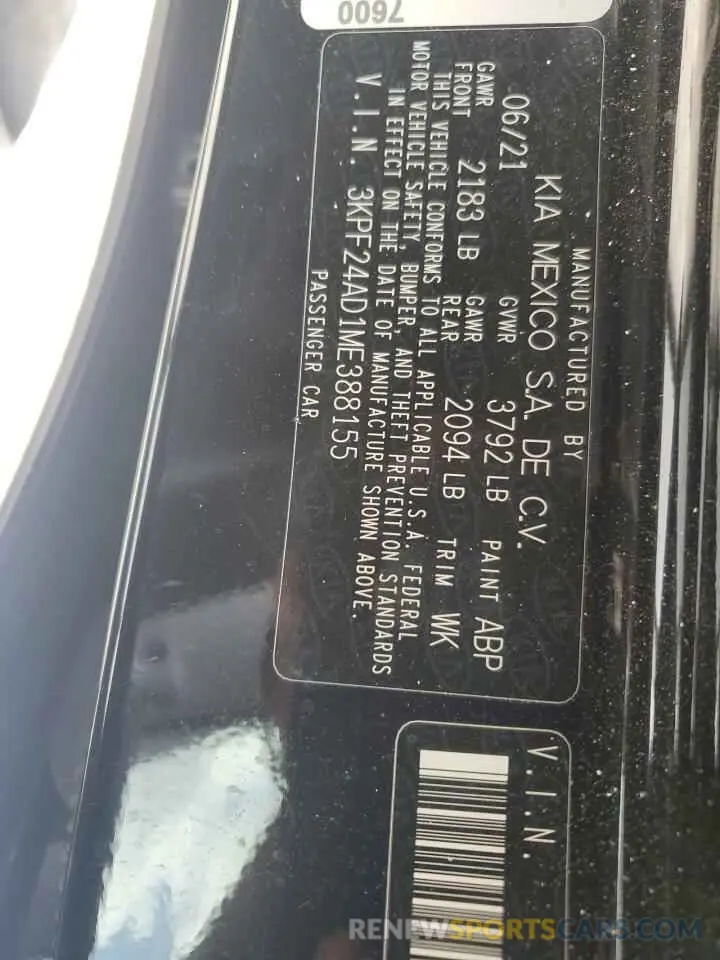 7600
MANUFACTURED BY
KIA MEXICO S.A. DE C.V.
06/21 GVWR 3792 LB PAINT ABP
GAWR FRONT 2183 LB GAWR REAR 2094 LB TRIM WK
THIS VEHICLE CONFORMS TO ALL APPLICABLE U.S.A. FEDERAL
MOTOR VEHICLE SAFETY, BUMPER, AND THEFT PREVENTION STANDARDS
IN EFFECT ON THE DATE OF MANUFACTURE SHOWN ABOVE.
V.I.N. 3KPF24AD1ME388155
PASSENGER CAR
V.I.N.
RENEWSPORTSCARS.COM